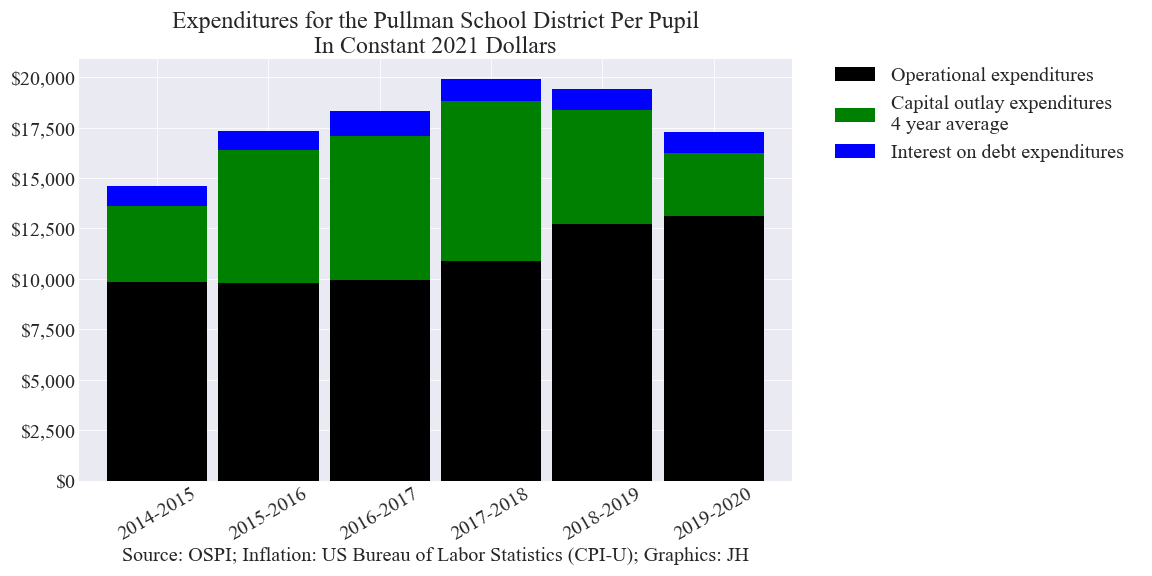 Expenditures for the Pullman School District Per Pupil
In Constant 2021 Dollars
$20,000
$17,500
$15,000
$12,500
$10,000
$7,500
$5,000
$2,500
$0
2014-2015
2015-2016
2016-2017
2017-2018
2018-2019
2019-2020
Source: OSPI; Inflation: US Bureau of Labor Statistics (CPI-U); Graphics: JH
Operational expenditures
Capital outlay expenditures
4 year average
Interest on debt expenditures